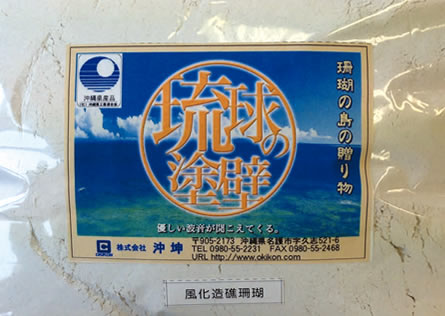 沖縄県産品
珊瑚の島の贈り物
琉球の
塗壁
優しい波音が聞こえてくる。
株式会社 沖坤
〒905-2173 沖縄県名護市字久志521-6
TEL 0980-55-2231 FAX 0980-55-2468
URL http://www.okikon.com
風化造礁珊瑚